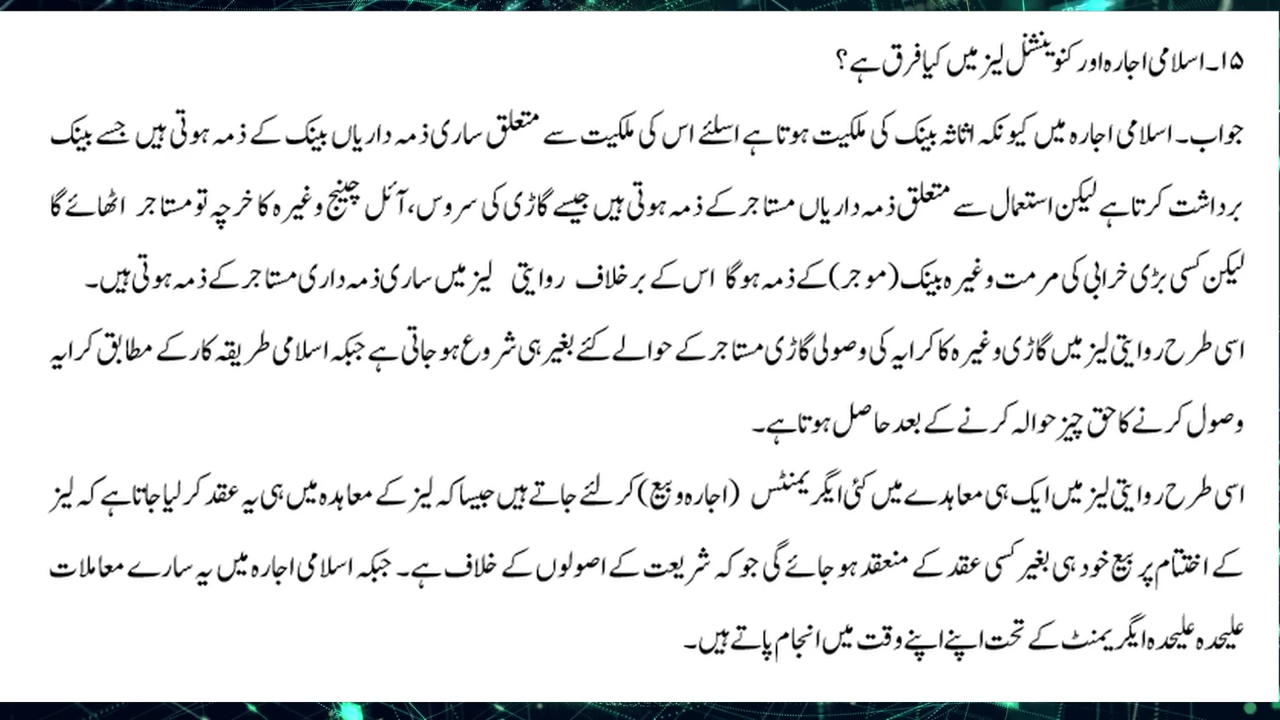 ۱۵۔اسلامی اجارہ اور کنوینشنل لیز میں کیا فرق ہے؟
جواب۔ اسلامی اجارہ میں کیونکہ اثاثہ بینک کی ملکیت ہوتا ہے اسلئے اس کی ملکیت سے متعلق ساری ذمہ داریاں بینک کے ذمہ ہوتی ہیں جسے بینک
برداشت کرتا ہے لیکن استعمال سے متعلق ذمہ داریاں مستاجر کے ذمہ ہوتی ہیں جیسے گاڑی کی سروس، آئل چینج وغیرہ کا خرچہ تو مستاجر اٹھائے گا
لیکن کسی بڑی خرابی کی مرمت وغیرہ بینک (موجر) کے ذمہ ہوگا اس کے برخلاف روایتی لیز میں ساری ذمہ داری مستاجر کے ذمہ ہوتی ہیں۔
اسی طرح روایتی لیز میں گاڑی وغیرہ کا کرایہ کی وصولی گاڑی مستاجر کے حوالے کئے بغیر ہی شروع ہوجاتی ہے جبکہ اسلامی طریقہ کار کے مطابق کرایہ
وصول کرنے کا حق چیز حوالہ کرنے کے بعد حاصل ہوتا ہے۔
اسی طرح روایتی لیز میں ایک ہی معاہدے میں کئی ایگریمنٹس (اجارہ و بیع) کر لئے جاتے ہیں جیسا کہ لیز کے معاہدہ میں ہی یہ عقد کر لیا جاتا ہے کہ لیز
کے اختتام پر بیع خود ہی بغیر کسی عقد کے منعقد ہو جائے گی جو کہ شریعت کے اصولوں کے خلاف ہے۔ جبکہ اسلامی اجارہ میں یہ سارے معاملات
علیحدہ علیحدہ ایگریمنٹ کے تحت اپنے اپنے وقت میں انجام پاتے ہیں۔